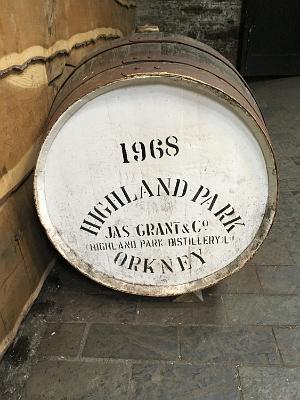 1968
HIGHLAND PARK
JAS GRANT & Co
(HIGHLAND PARK DISTILLERY) LD
ORKNEY